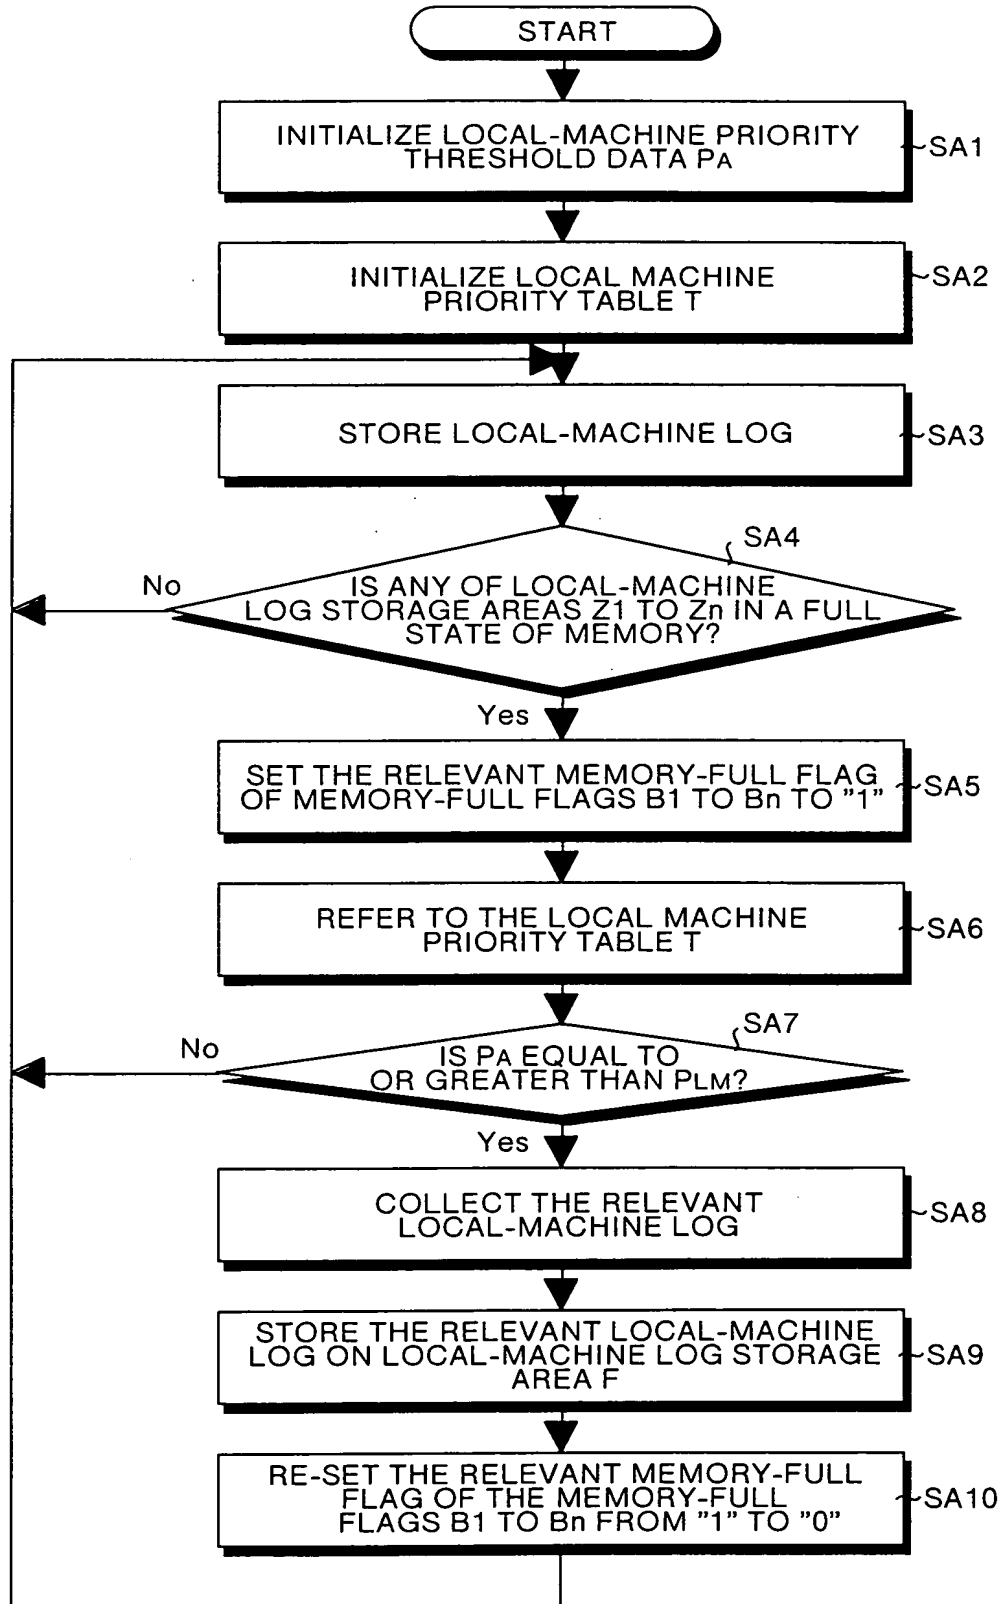 START
INITIALIZE LOCAL-MACHINE PRIORITY
THRESHOLD DATA PA
SA1
INITIALIZE LOCAL MACHINE
PRIORITY TABLE T
SA2
STORE LOCAL-MACHINE LOG
SA3
SA4
No
IS ANY OF LOCAL-MACHINE
LOG STORAGE AREAS Z1 TO Zn IN A FULL
STATE OF MEMORY?
Yes
SET THE RELEVANT MEMORY-FULL FLAG
OF MEMORY-FULL FLAGS B1 TO Bn TO "1"
SA5
REFER TO THE LOCAL MACHINE
PRIORITY TABLE T
SA6
SA7
No
IS PA EQUAL TO
OR GREATER THAN PLM?
Yes
COLLECT THE RELEVANT
LOCAL-MACHINE LOG
SA8
STORE THE RELEVANT LOCAL-MACHINE
LOG ON LOCAL-MACHINE LOG STORAGE
AREA F
SA9
RE-SET THE RELEVANT MEMORY-FULL
FLAG OF THE MEMORY-FULL
FLAGS B1 TO Bn FROM "1" TO "0"
SA10